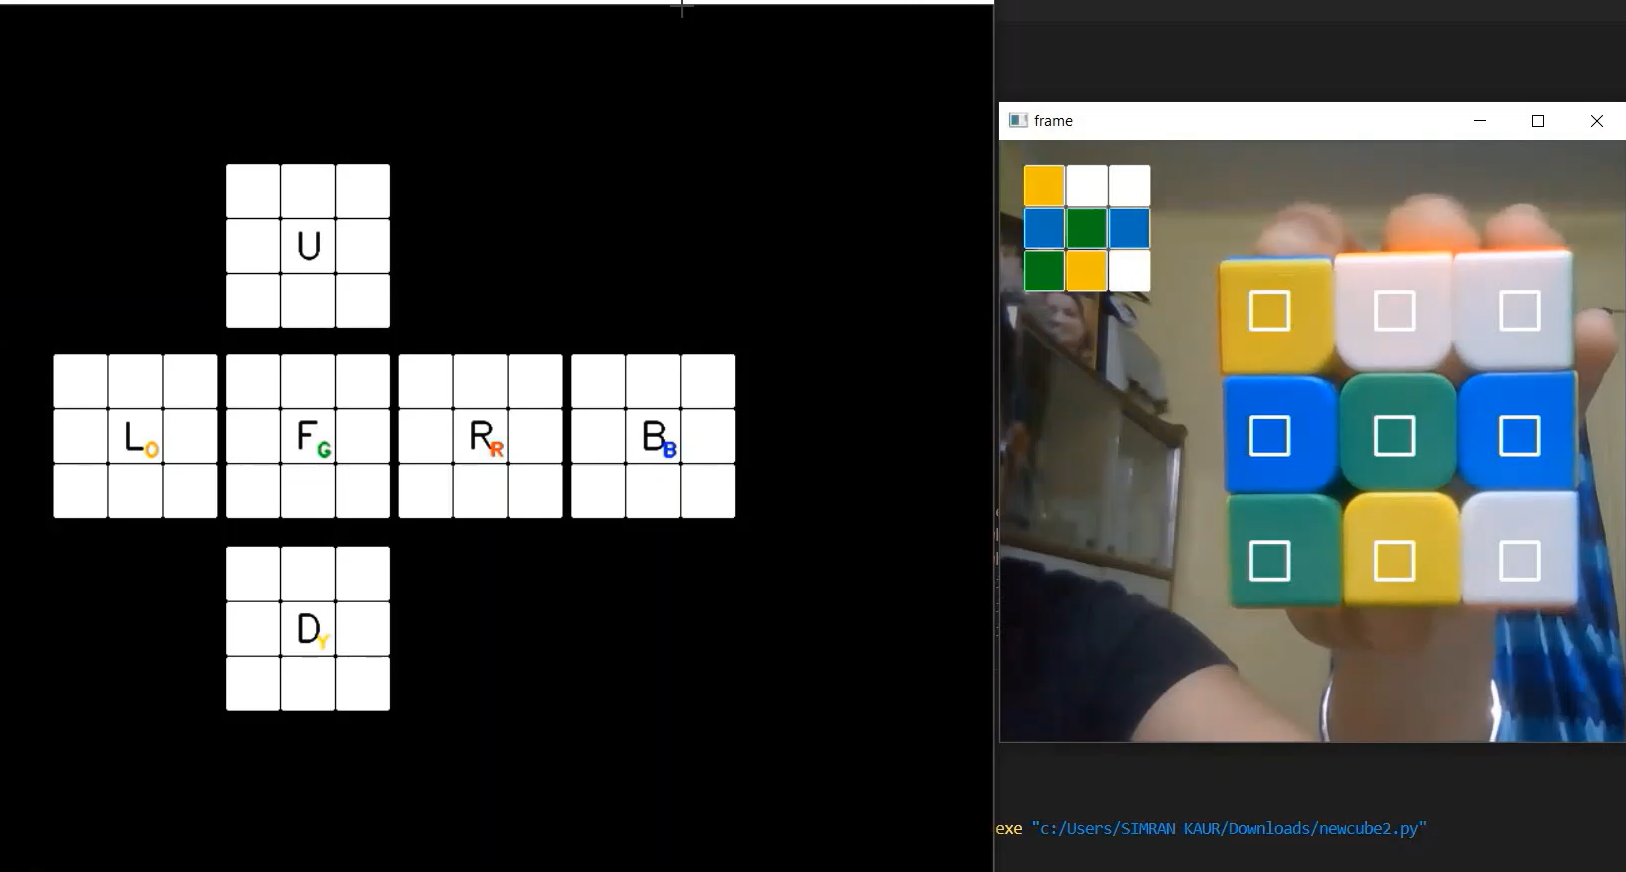 frame
U
L O
F G
R R
B B
D Y
exe "c:/Users/SIMRAN KAUR/Downloads/newcube2.py"